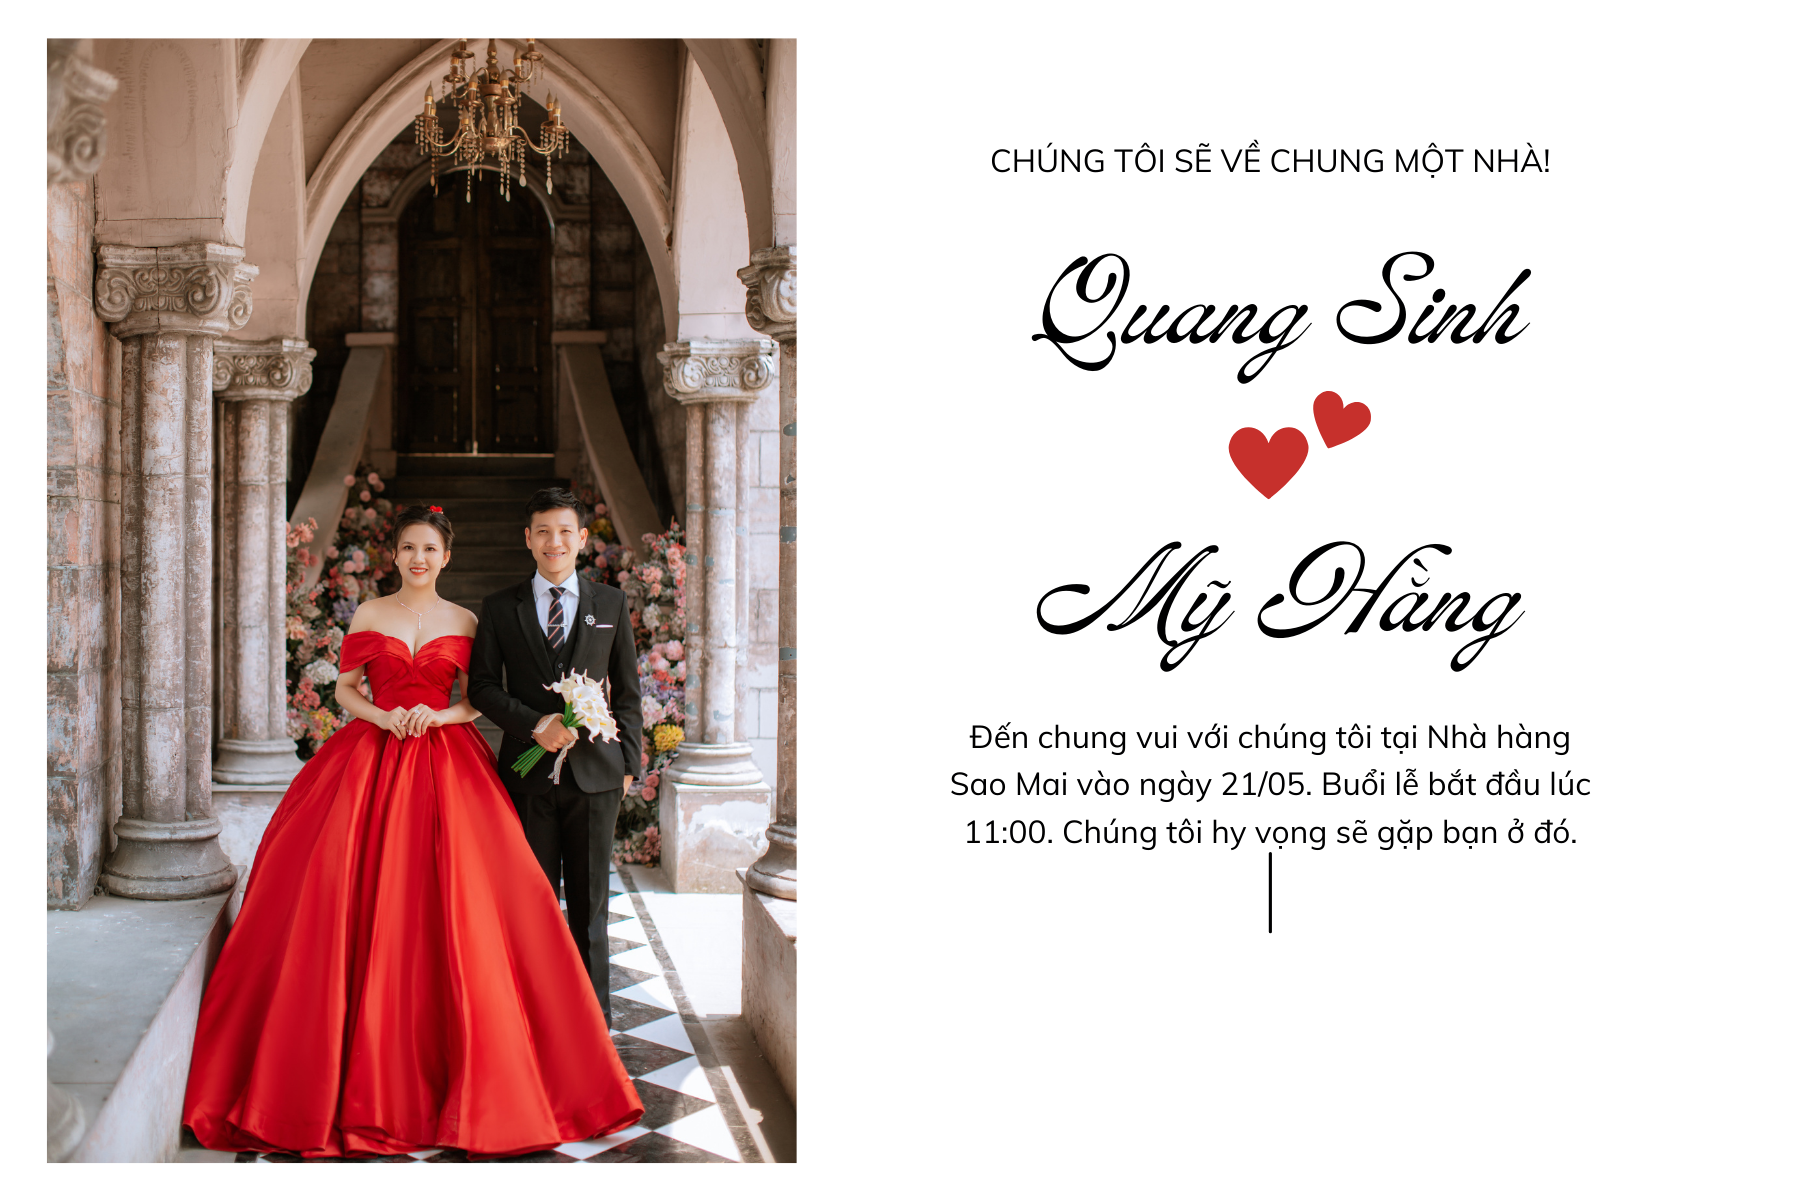 CHÚNG TÔI SẼ VỀ CHUNG MỘT NHÀ!
Quang Sinh
Mỹ Hằng
Đến chung vui với chúng tôi tại Nhà hàng
Sao Mai vào ngày 21/05. Buổi lễ bắt đầu lúc
11:00. Chúng tôi hy vọng sẽ gặp bạn ở đó.